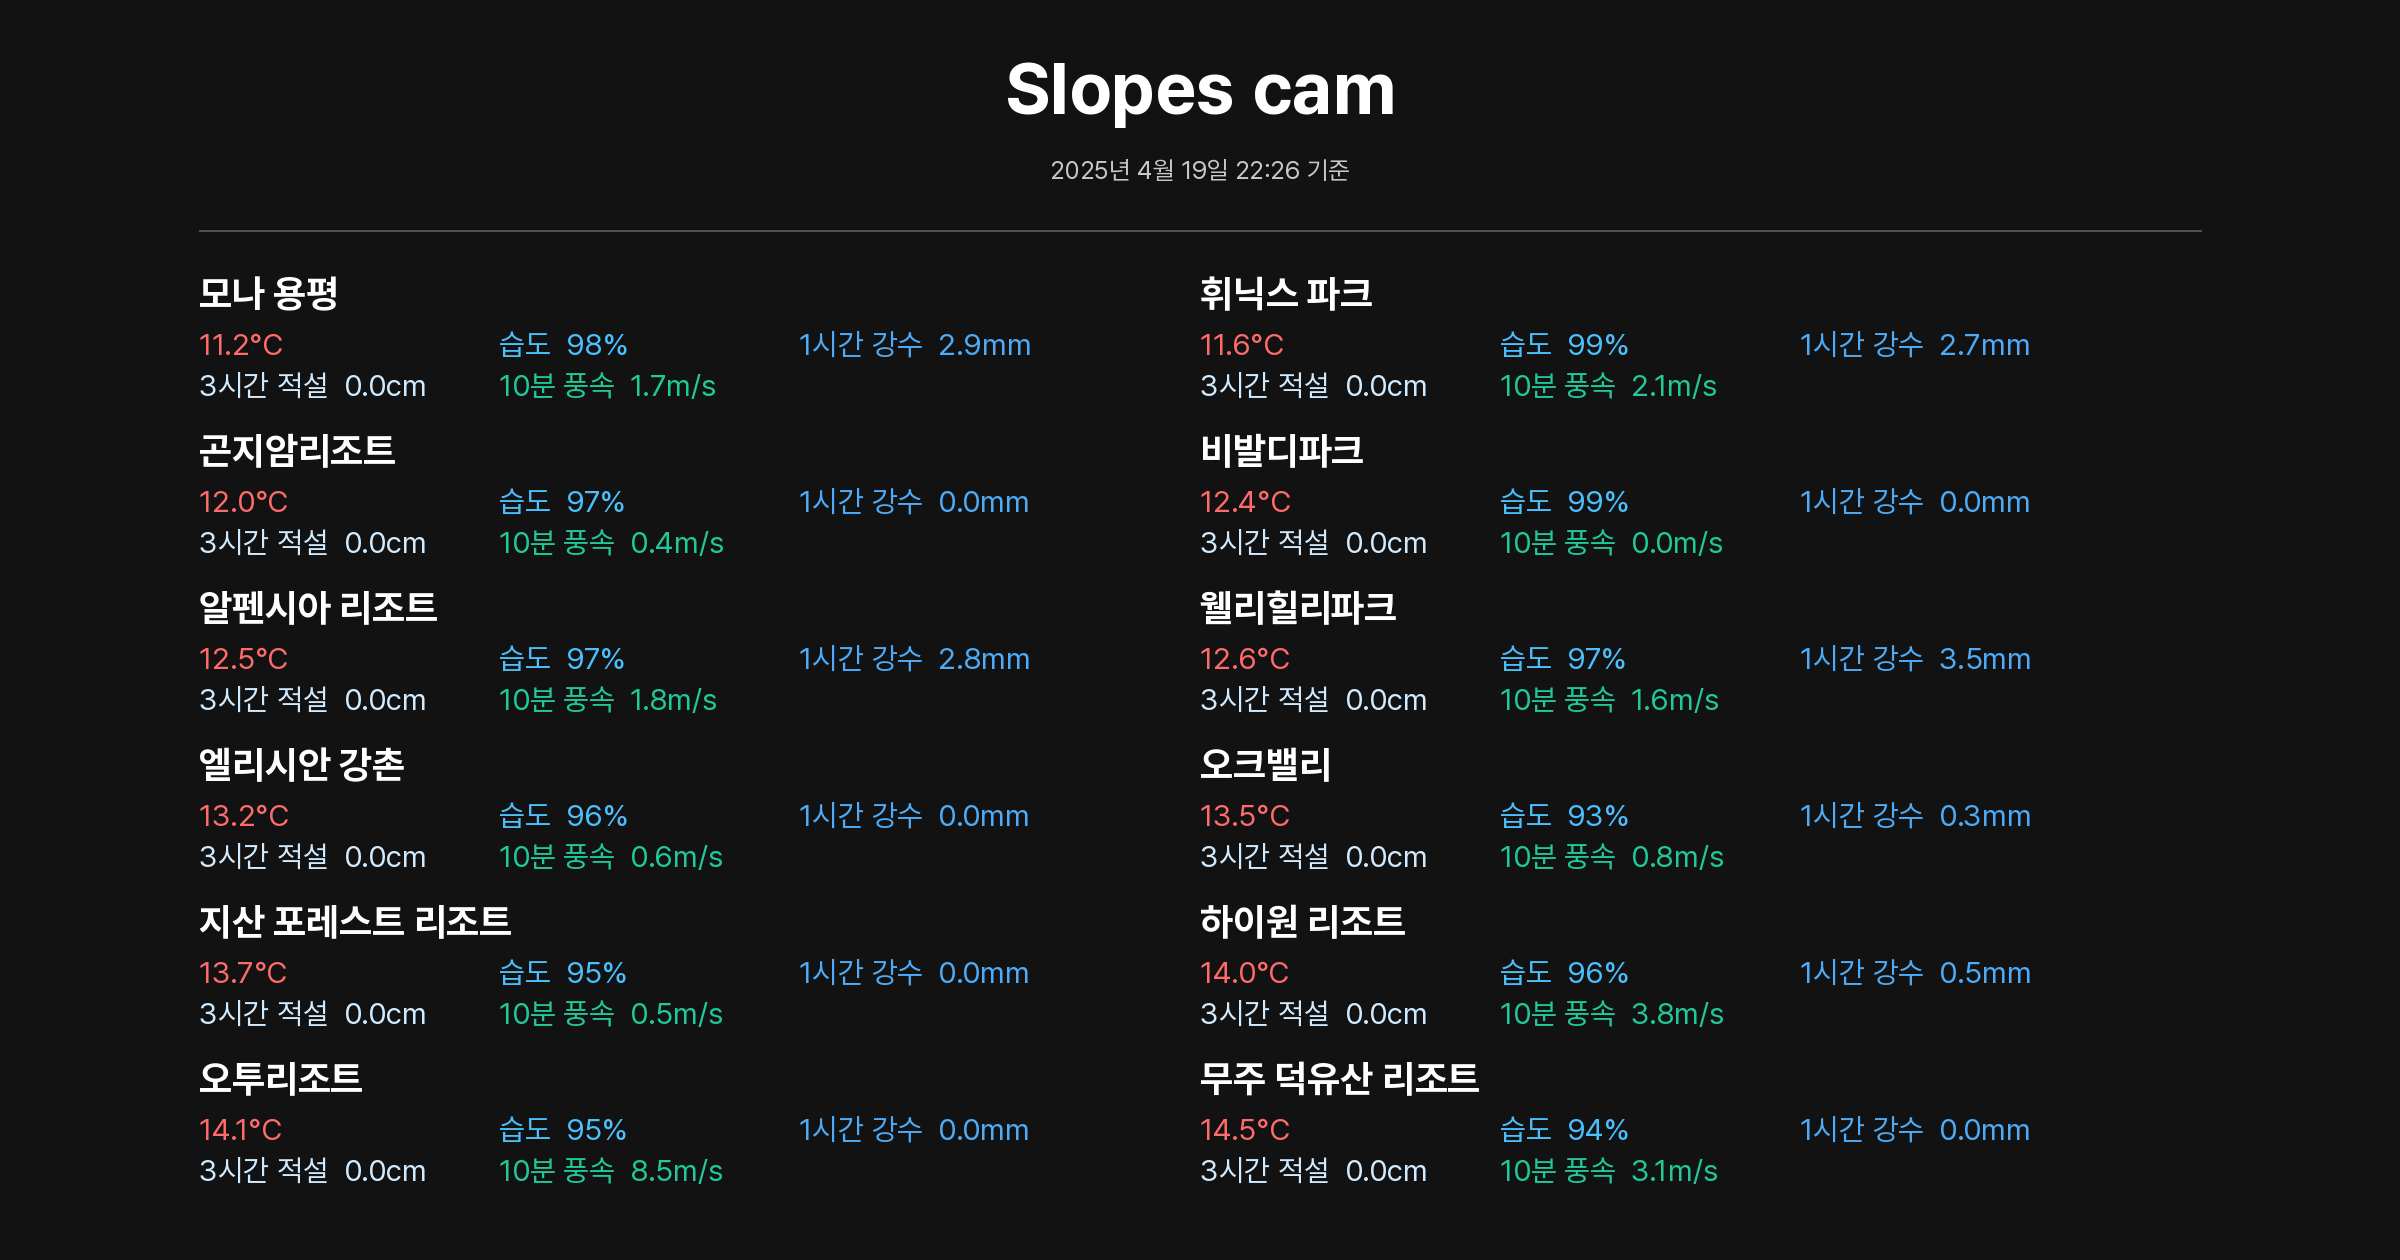 Slopes cam
2025년 4월 19일 22:26 기준
모나 용평
11.2°C 습도 98% 1시간 강수 2.9mm
3시간 적설 0.0cm 10분 풍속 1.7m/s
휘닉스 파크
11.6°C 습도 99% 1시간 강수 2.7mm
3시간 적설 0.0cm 10분 풍속 2.1m/s
곤지암리조트
12.0°C 습도 97% 1시간 강수 0.0mm
3시간 적설 0.0cm 10분 풍속 0.4m/s
비발디파크
12.4°C 습도 99% 1시간 강수 0.0mm
3시간 적설 0.0cm 10분 풍속 0.0m/s
알펜시아 리조트
12.5°C 습도 97% 1시간 강수 2.8mm
3시간 적설 0.0cm 10분 풍속 1.8m/s
웰리힐리파크
12.6°C 습도 97% 1시간 강수 3.5mm
3시간 적설 0.0cm 10분 풍속 1.6m/s
엘리시안 강촌
13.2°C 습도 96% 1시간 강수 0.0mm
3시간 적설 0.0cm 10분 풍속 0.6m/s
오크밸리
13.5°C 습도 93% 1시간 강수 0.3mm
3시간 적설 0.0cm 10분 풍속 0.8m/s
지산 포레스트 리조트
13.7°C 습도 95% 1시간 강수 0.0mm
3시간 적설 0.0cm 10분 풍속 0.5m/s
하이원 리조트
14.0°C 습도 96% 1시간 강수 0.5mm
3시간 적설 0.0cm 10분 풍속 3.8m/s
오투리조트
14.1°C 습도 95% 1시간 강수 0.0mm
3시간 적설 0.0cm 10분 풍속 8.5m/s
무주 덕유산 리조트
14.5°C 습도 94% 1시간 강수 0.0mm
3시간 적설 0.0cm 10분 풍속 3.1m/s